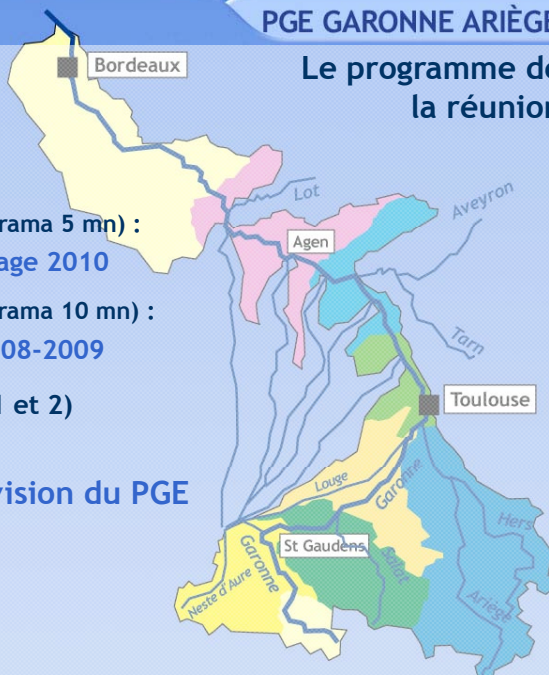 PGE GARONNE ARIÈGE
Le programme de
la réunion
Bordeaux
Lot
Aveyron
rama 5 mn) :
Agen
age 2010
rama 10 mn) :
08-2009
Tarn
et 2)
Toulouse
Louge
Garonne
vision du PGE
Hers
St Gaudens
Garonne
Salat
Neste d'Aure
Ariège